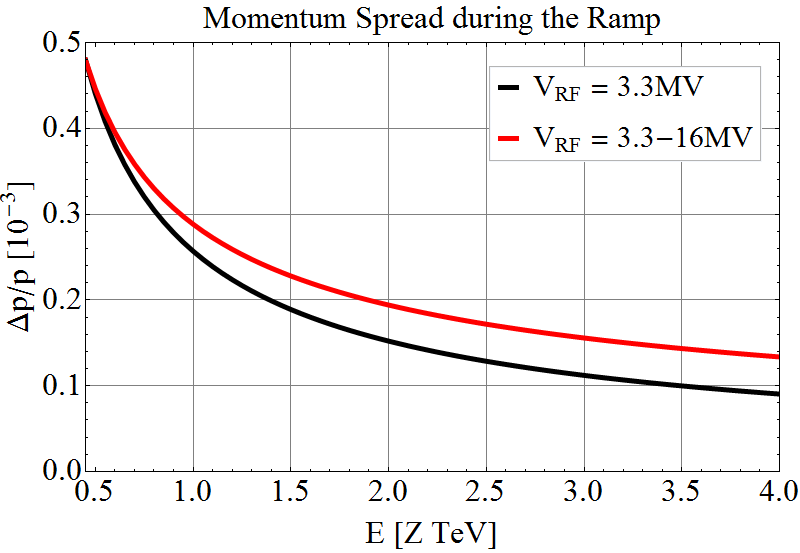 Momentum Spread during the Ramp
V_RF = 3.3MV
V_RF = 3.3−16MV
Δp/p [10^−3]
0.5
0.4
0.3
0.2
0.1
0.0
0.5 1.0 1.5 2.0 2.5 3.0 3.5 4.0
E [Z TeV]